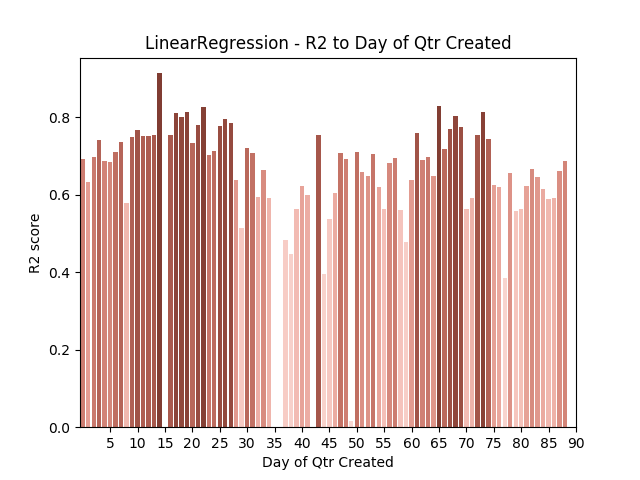 LinearRegression - R2 to Day of Qtr Created
R2 score
0.8
0.6
0.4
0.2
0.0
5 10 15 20 25 30 35 40 45 50 55 60 65 70 75 80 85 90
Day of Qtr Created